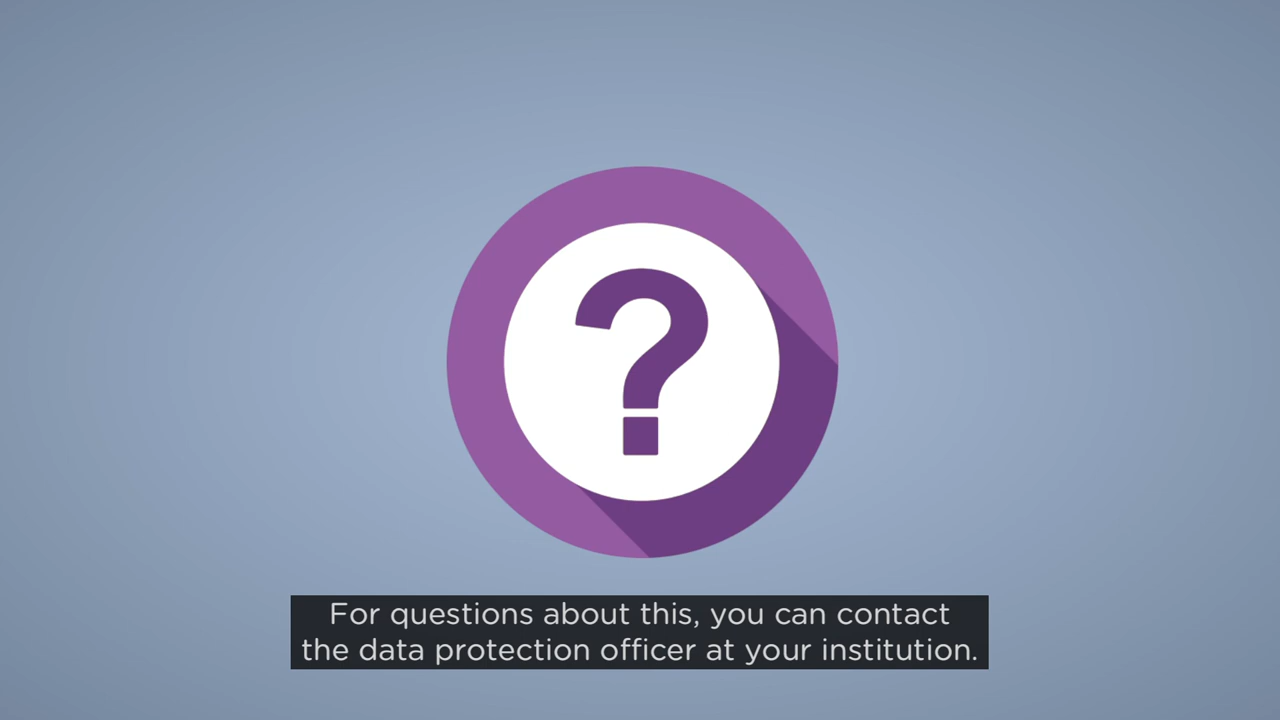 ?
For questions about this, you can contact
the data protection officer at your institution.